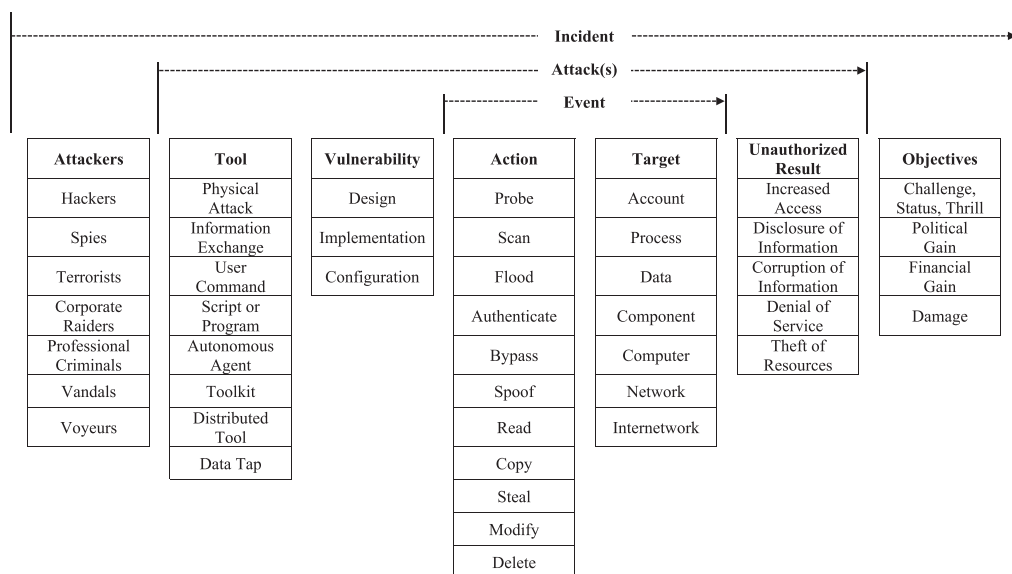 Incident
Attack(s)
Event
Attackers
Hackers
Spies
Terrorists
Corporate
Raiders
Professional
Criminals
Vandals
Voyeurs
Tool
Physical
Attack
Information
Exchange
User
Command
Script or
Program
Autonomous
Agent
Toolkit
Distributed
Tool
Data Tap
Vulnerability
Design
Implementation
Configuration
Action
Probe
Scan
Flood
Authenticate
Bypass
Spoof
Read
Copy
Steal
Modify
Delete
Target
Account
Process
Data
Component
Computer
Network
Internetwork
Unauthorized
Result
Increased
Access
Disclosure of
Information
Corruption of
Information
Denial of
Service
Theft of
Resources
Objectives
Challenge,
Status, Thrill
Political
Gain
Financial
Gain
Damage